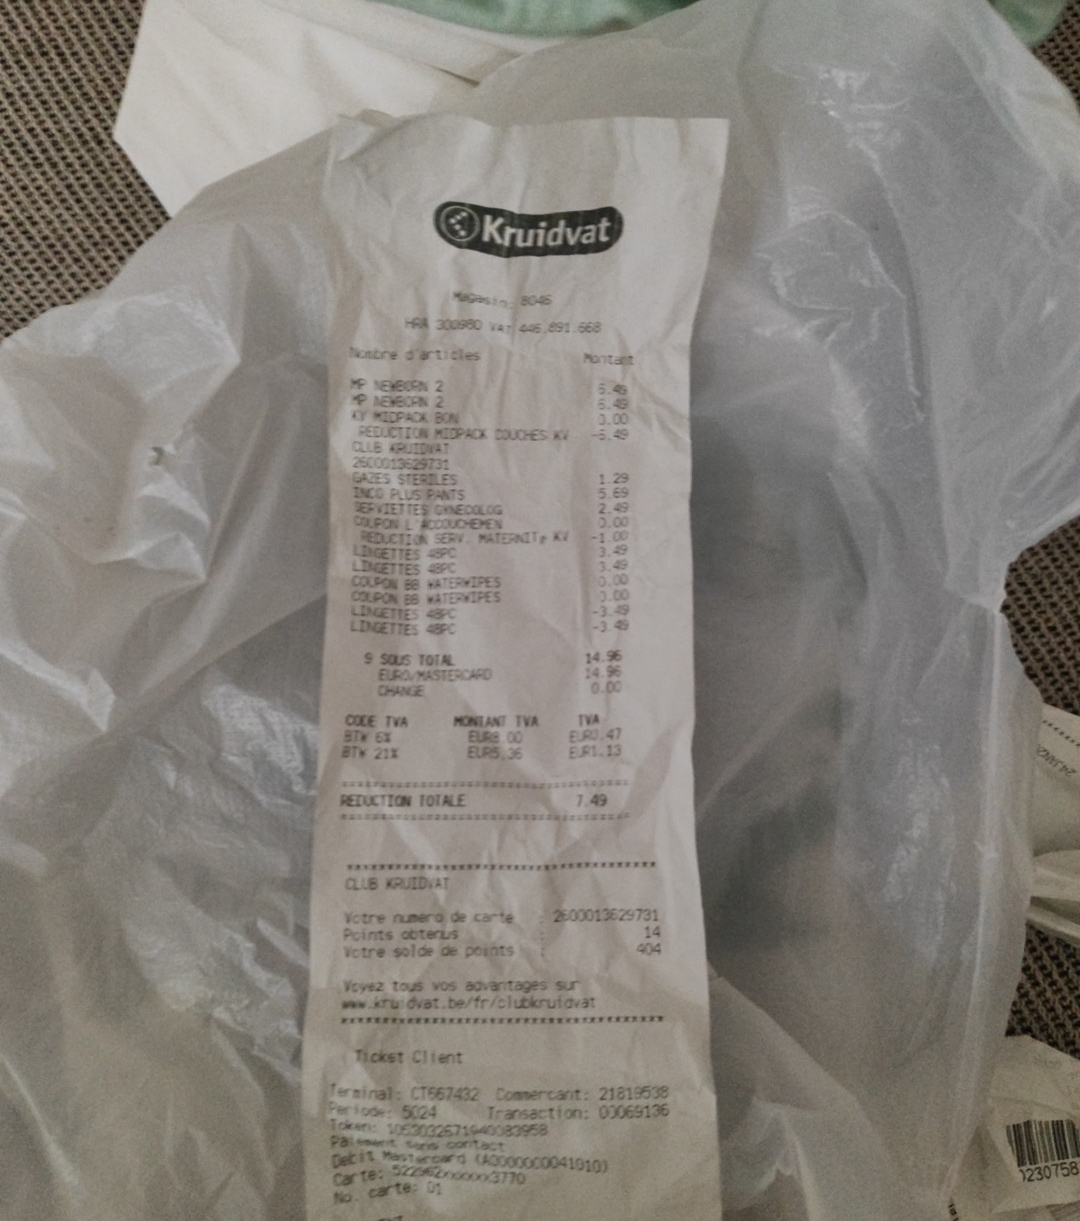 Kruidvat
Magasin: 8046
HRA 300980 VAT 446.891.668
Nombre d'articles Montant
MP NEWBORN 2 6.49
MP NEWBORN 2 6.49
KV MIDPACK BON 0.00
REDUCTION MIDPACK COUCHES KV -6.49
CLUB KRUIDVAT
2600013629731
GAZES STERILES 1.29
INCO PLUS PANTS 5.69
SERVIETTES GYNECOLOG 2.49
COUPON L'ACCOUCHEMEN 0.00
REDUCTION SERV. MATERNITe KV -1.00
LINGETTES 48PC 3.49
LINGETTES 48PC 3.49
COUPON BB WATERWIPES 0.00
COUPON BB WATERWIPES 0.00
LINGETTES 48PC -3.49
LINGETTES 48PC -3.49
9 SOUS TOTAL 14.96
EURO/MASTERCARD 14.96
CHANGE 0.00
CODE TVA MONTANT TVA TVA
BTW 6% EUR8.00 EUR0.47
BTW 21% EUR5.36 EUR1.13
REDUCTION TOTALE 7.49
CLUB KRUIDVAT
Votre numero de carte : 2600013629731
Points obtenus : 14
Votre solde de points : 404
Voyez tous vos advantages sur
www.kruidvat.be/fr/clubkruidvat
Ticket Client
Terminal: CT667432 Commercant: 21819538
Periode: 5024 Transaction: 00069136
Token: 1053032671940083958
Paiement sans contact
Debit Mastercard (A0000000041010)
Carte: 522962xxxxxx3770
No. carte: 01
1230758